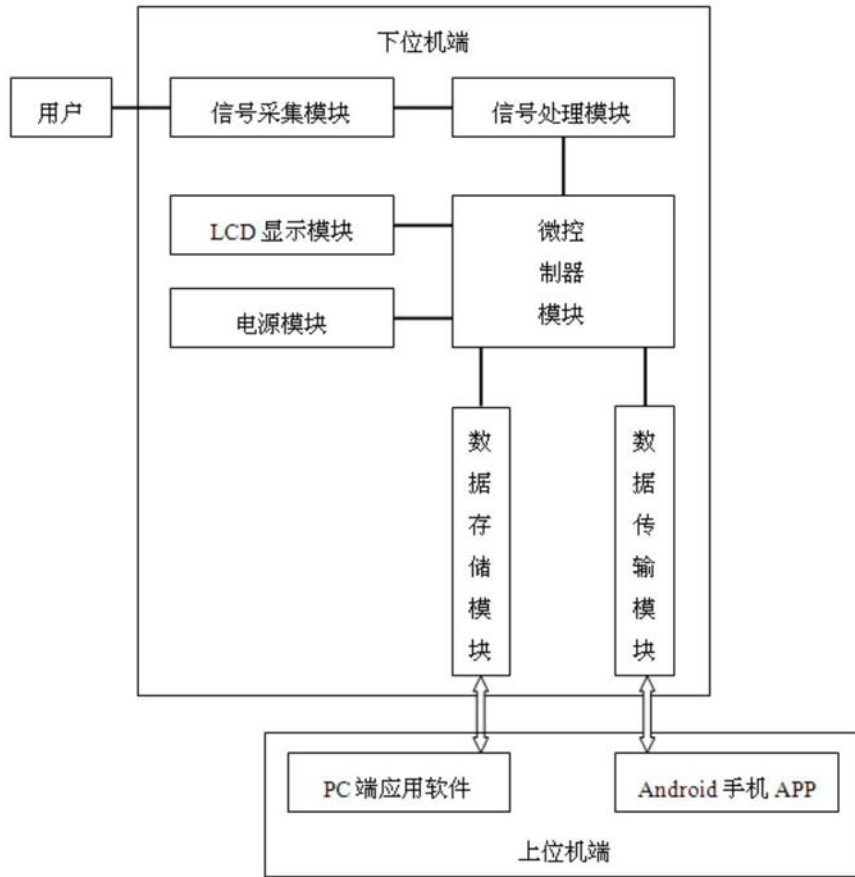 下位机端
用户
信号采集模块
信号处理模块
LCD 显示模块
微控
制器
模块
电源模块
数据存储模块
数据传输模块
PC 端应用软件
Android 手机 APP
上位机端